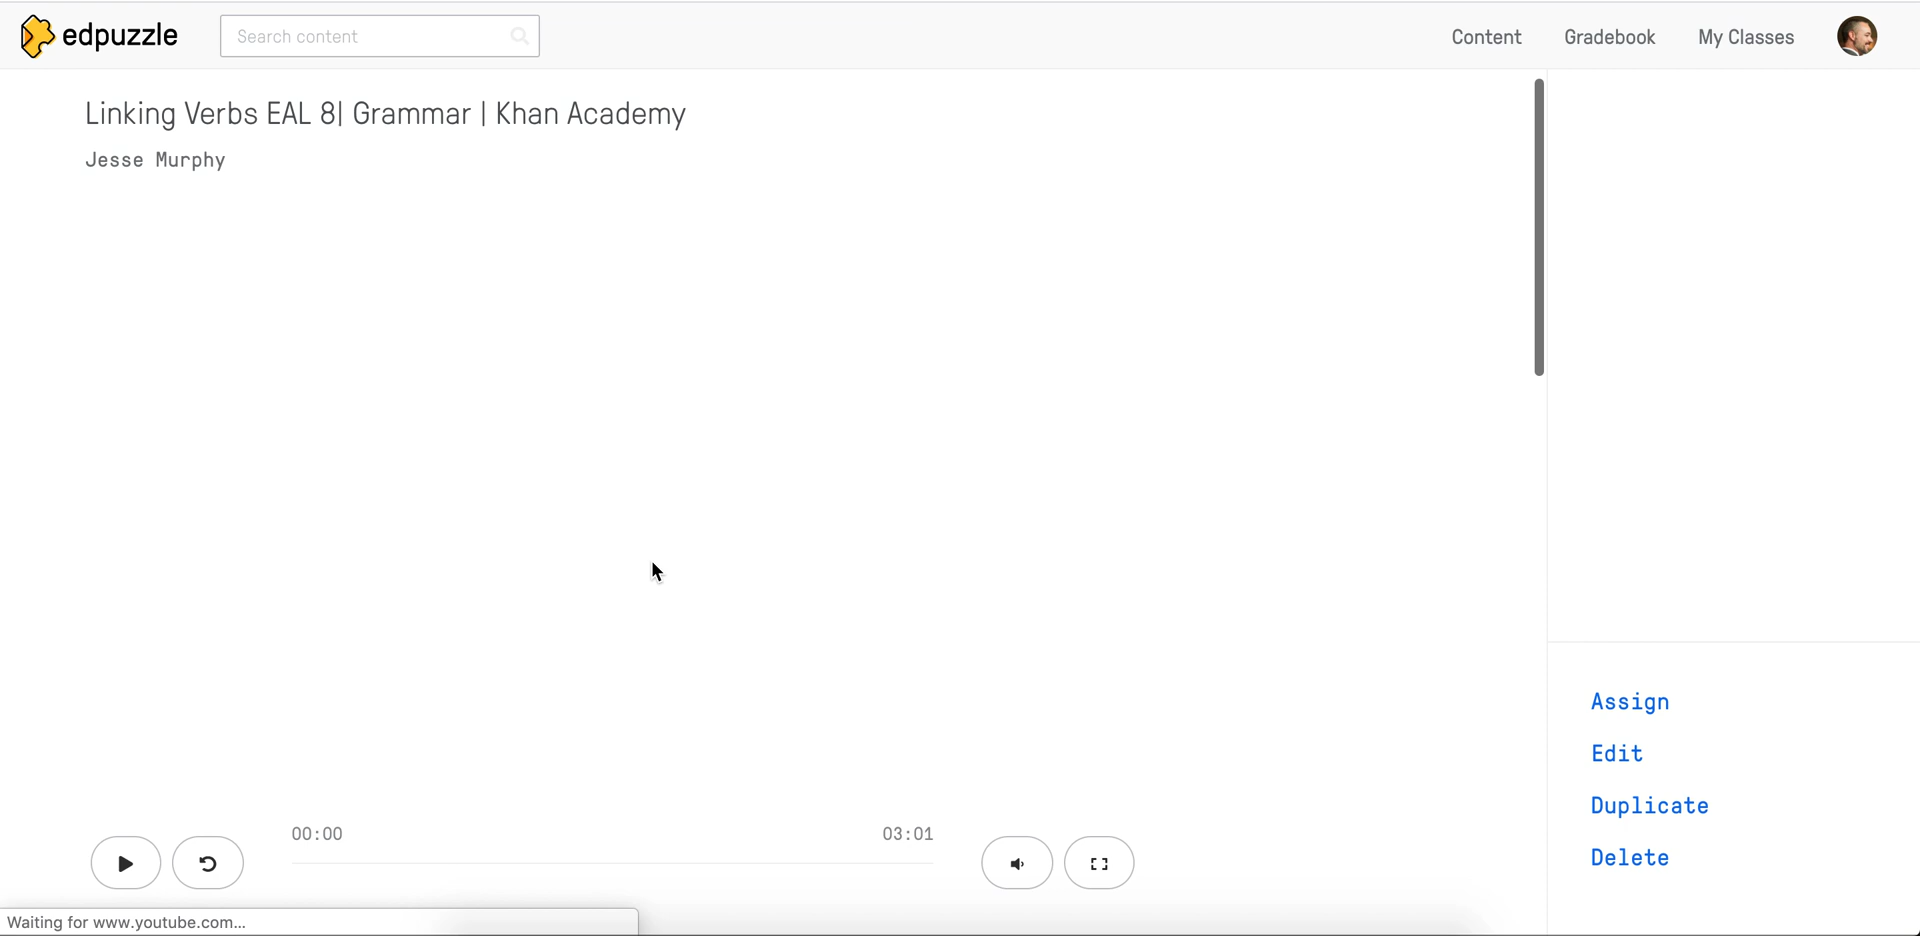 edpuzzle
Search content
Content
Gradebook
My Classes
Linking Verbs EAL 8| Grammar | Khan Academy
Jesse Murphy
Assign
Edit
Duplicate
Delete
00:00
03:01
Waiting for www.youtube.com...